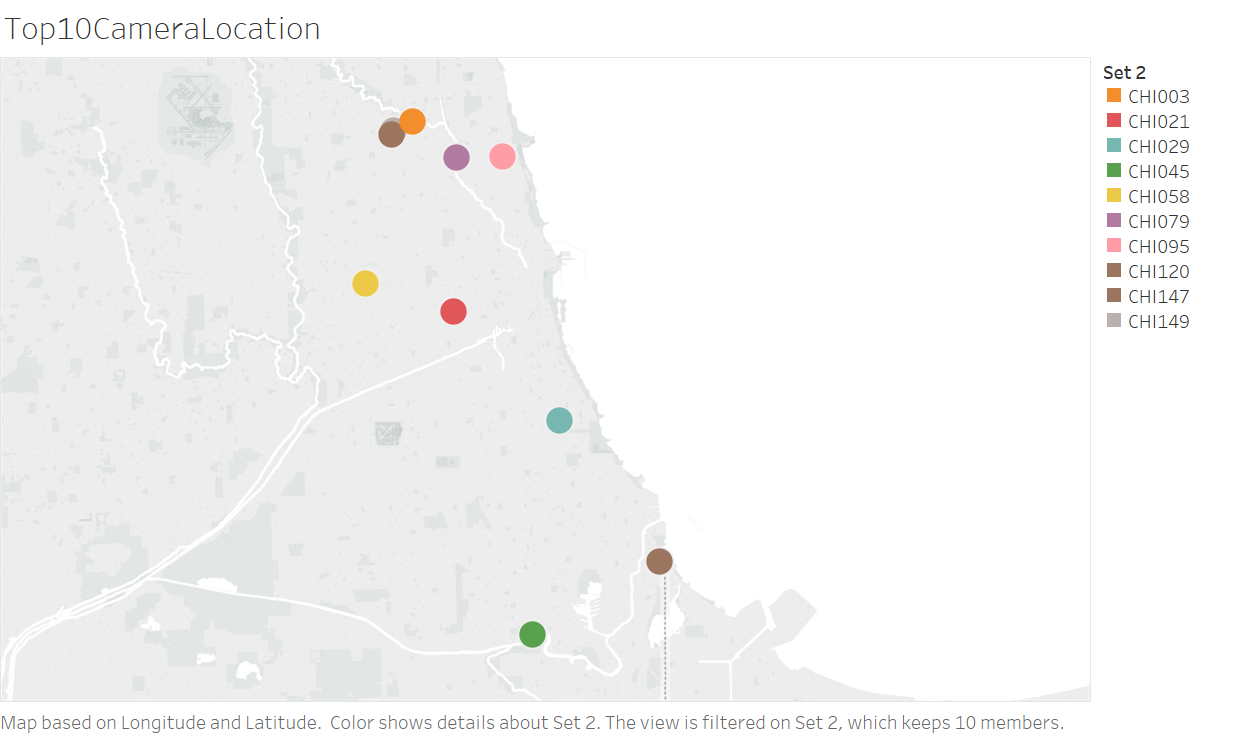 Top10CameraLocation
Set 2
CHI003
CHI021
CHI029
CHI045
CHI058
CHI079
CHI095
CHI120
CHI147
CHI149
Map based on Longitude and Latitude.  Color shows details about Set 2. The view is filtered on Set 2, which keeps 10 members.